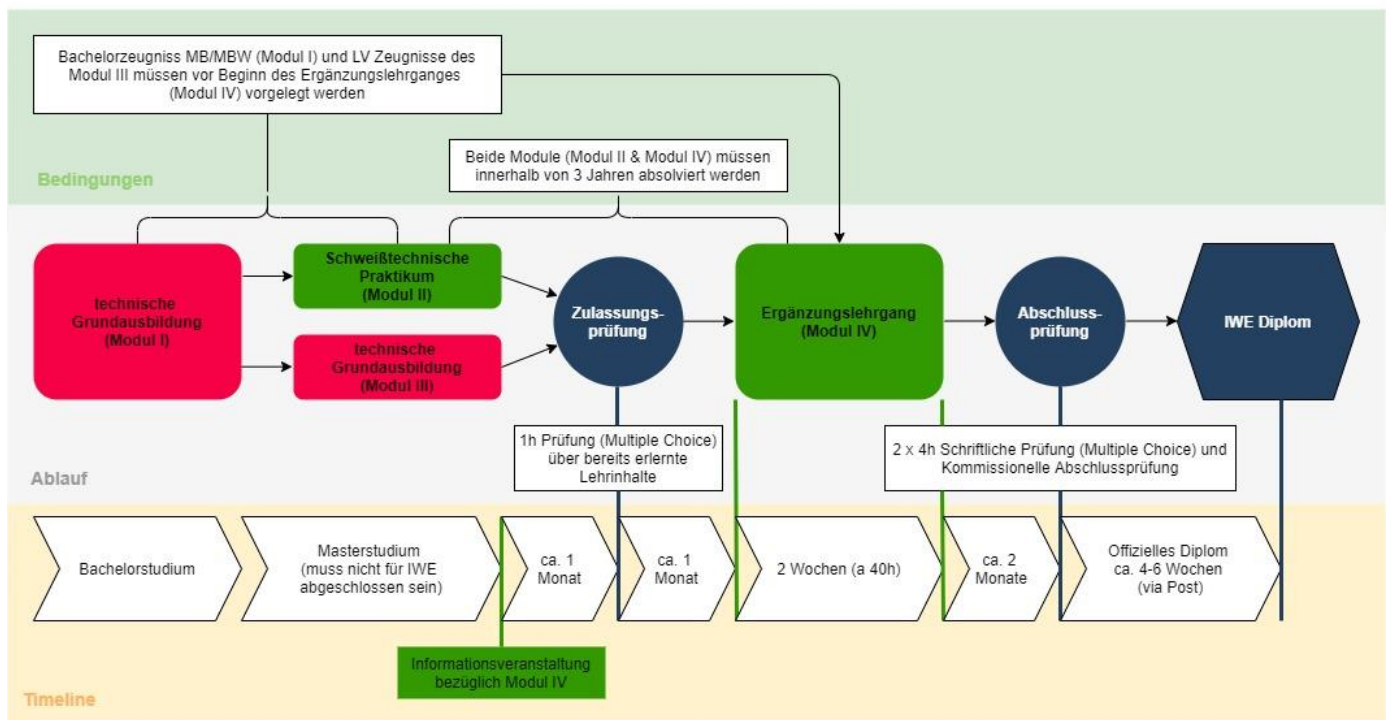 Bachelorzeugniss MB/MBW (Modul I) und LV Zeugnisse des
Modul III müssen vor Beginn des Ergänzungslehrganges
(Modul IV) vorgelegt werden
Beide Module (Modul II & Modul IV) müssen
innerhalb von 3 Jahren absolviert werden
Bedingungen
technische
Grundausbildung
(Modul I)
Schweißtechnische
Praktikum
(Modul II)
technische
Grundausbildung
(Modul III)
Zulassungs-
prüfung
Ergänzungslehrgang
(Modul IV)
Abschluss-
prüfung
IWE Diplom
1h Prüfung (Multiple Choice)
über bereits erlernte
Lehrinhalte
2 x 4h Schriftliche Prüfung (Multiple Choice) und
Kommissionelle Abschlussprüfung
Ablauf
Bachelorstudium
Masterstudium
(muss nicht für IWE
abgeschlossen sein)
ca. 1
Monat
ca. 1
Monat
2 Wochen (a 40h)
ca. 2
Monate
Offizielles Diplom
ca. 4-6 Wochen
(via Post)
Informationsveranstaltung
bezüglich Modul IV
Timeline